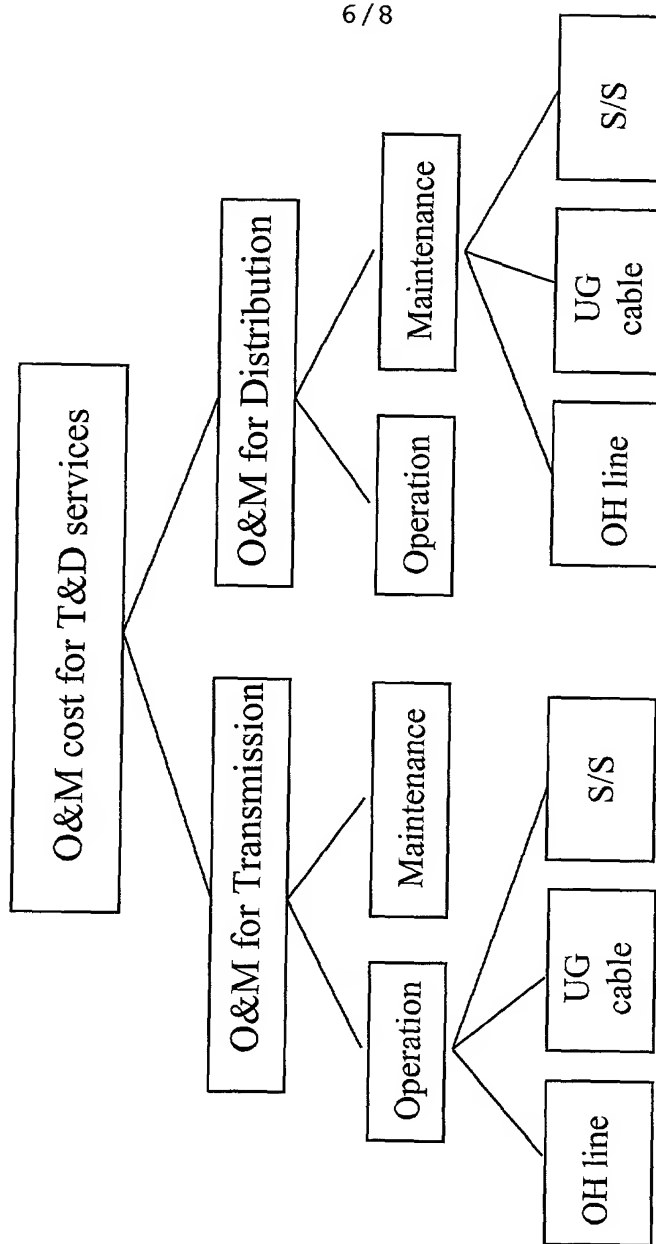 6/8
O&M cost for T&D services
O&M for Transmission
O&M for Distribution
Operation
Maintenance
Operation
Maintenance
OH line
UG
cable
S/S
OH line
UG
cable
S/S